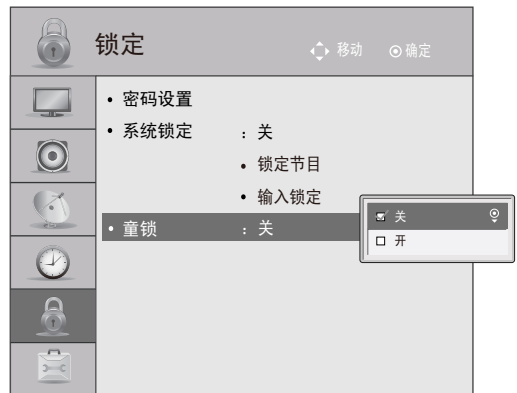 锁定 移动 确定
• 密码设置
• 系统锁定 : 关
• 锁定节目
• 输入锁定
• 童锁 : 关
关
开